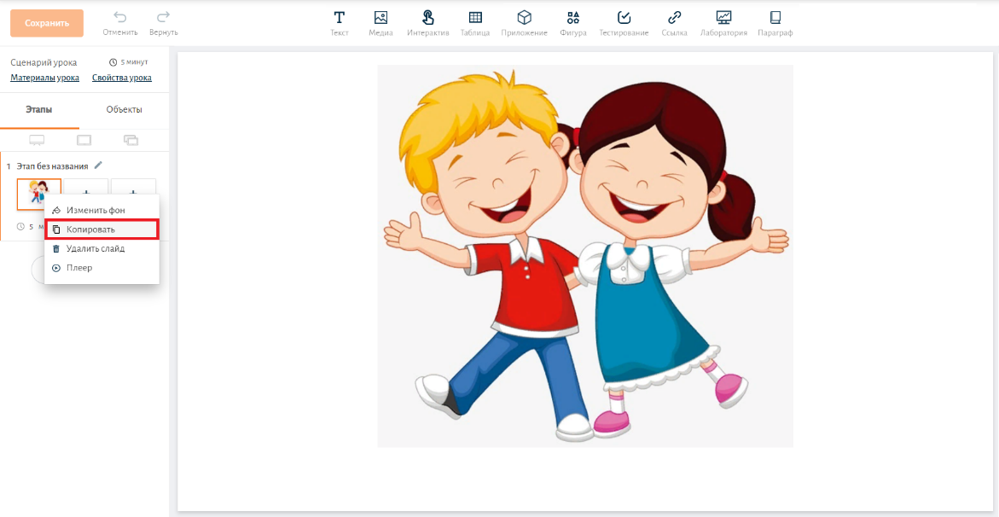 Сохранить
Отменить
Вернуть
Текст
Медиа
Интерактив
Таблица
Приложение
Фигура
Тестирование
Ссылка
Лаборатория
Параграф
Сценарий урока
5 минут
Материалы урока
Свойства урока
Этапы
Объекты
1 Этап без названия
Изменить фон
5 м
Копировать
Удалить слайд
Плеер